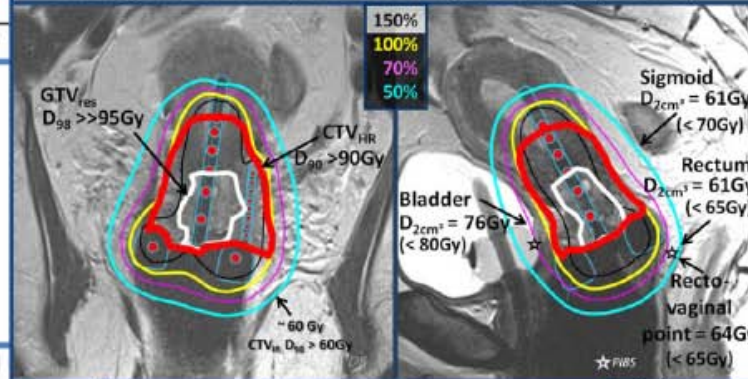 150%
100%
70%
50%
GTVres
D98 >>95Gy
CTVHR
D90 >90Gy
~ 60 Gy
CTVIR D98 > 60Gy
Sigmoid
D2cm³ = 61Gy
(< 70Gy)
Rectum
D2cm³ = 61Gy
(< 65Gy)
Bladder
D2cm³ = 76Gy
(< 80Gy)
Recto-
vaginal
point = 64G
(< 65Gy)